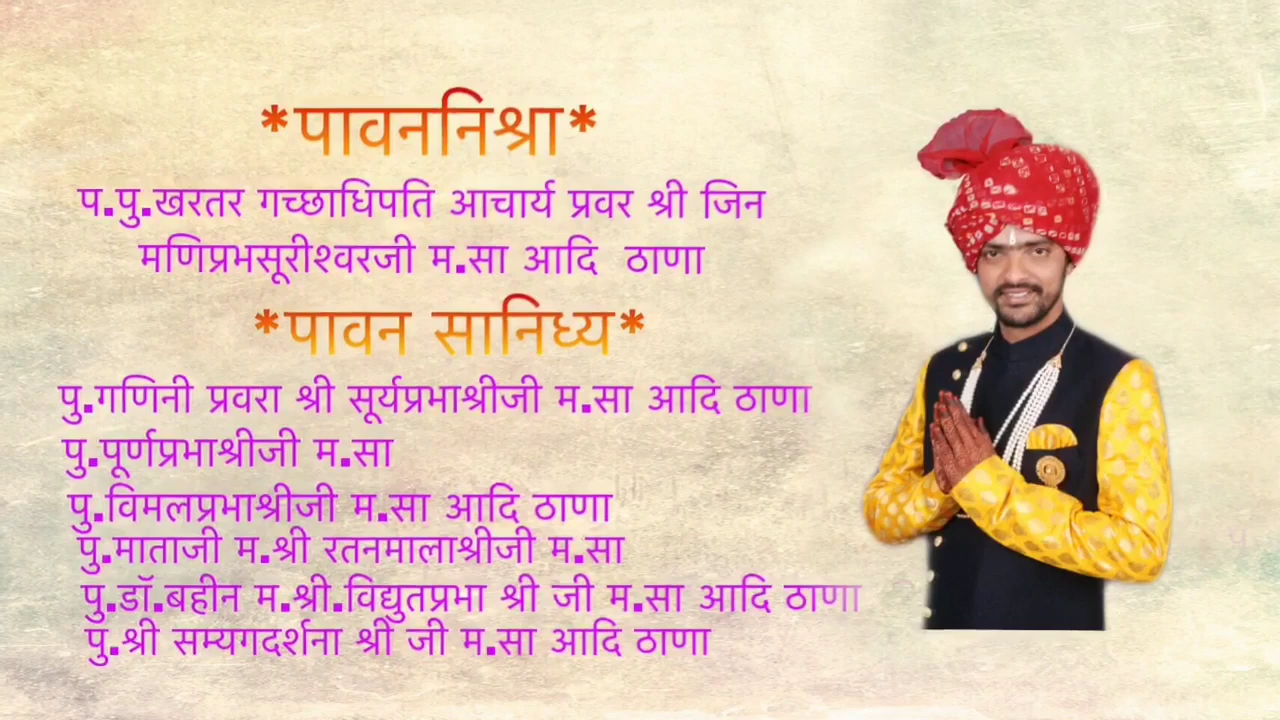 *पावननिश्रा*
प.पु.खरतर गच्छाधिपति आचार्य प्रवर श्री जिन
मणिप्रभसूरीश्वरजी म.सा आदि ठाणा
*पावन सानिध्य*
पु.गणिनी प्रवरा श्री सूर्यप्रभाश्रीजी म.सा आदि ठाणा
पु.पूर्णप्रभाश्रीजी म.सा
पु.विमलप्रभाश्रीजी म.सा आदि ठाणा
पु.माताजी म.श्री रतनमालाश्रीजी म.सा
पु.डॉ.बहीन म.श्री.विद्युतप्रभा श्री जी म.सा आदि ठाणा
पु.श्री सम्यगदर्शना श्री जी म.सा आदि ठाणा